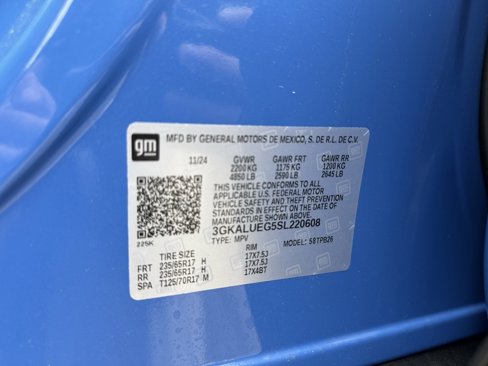 gm
MFD BY GENERAL MOTORS DE MEXICO, S. DE R.L. DE C.V.
11/24 GVWR GAWR FRT GAWR RR
2200 KG 1175 KG 1200 KG
4850 LB 2590 LB 2645 LB
THIS VEHICLE CONFORMS TO ALL
APPLICABLE U.S. FEDERAL MOTOR
VEHICLE SAFETY AND THEFT PREVENTION
STANDARDS IN EFFECT ON THE DATE OF
MANUFACTURE SHOWN ABOVE.
3GKALUEG5SL220608
225K TYPE: MPV MODEL: 58TPB26
TIRE SIZE RIM
FRT 235/65R17 H 17X7.5J
RR 235/65R17 H 17X7.5J
SPA T125/70R17 M 17X4BT